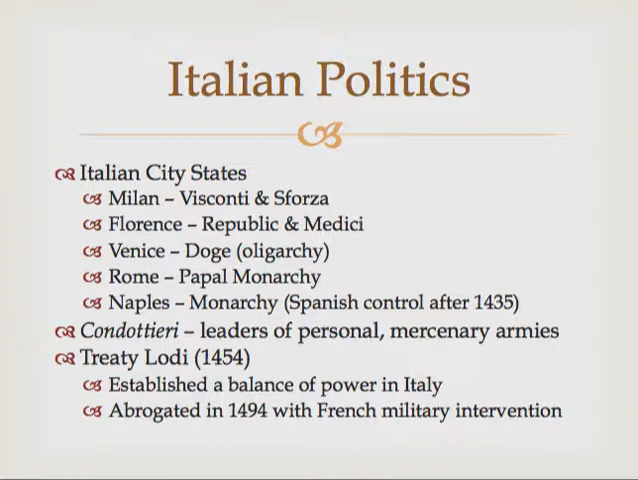 Italian Politics
Italian City States
Milan – Visconti & Sforza
Florence – Republic & Medici
Venice – Doge (oligarchy)
Rome – Papal Monarchy
Naples – Monarchy (Spanish control after 1435)
Condottieri – leaders of personal, mercenary armies
Treaty Lodi (1454)
Established a balance of power in Italy
Abrogated in 1494 with French military intervention